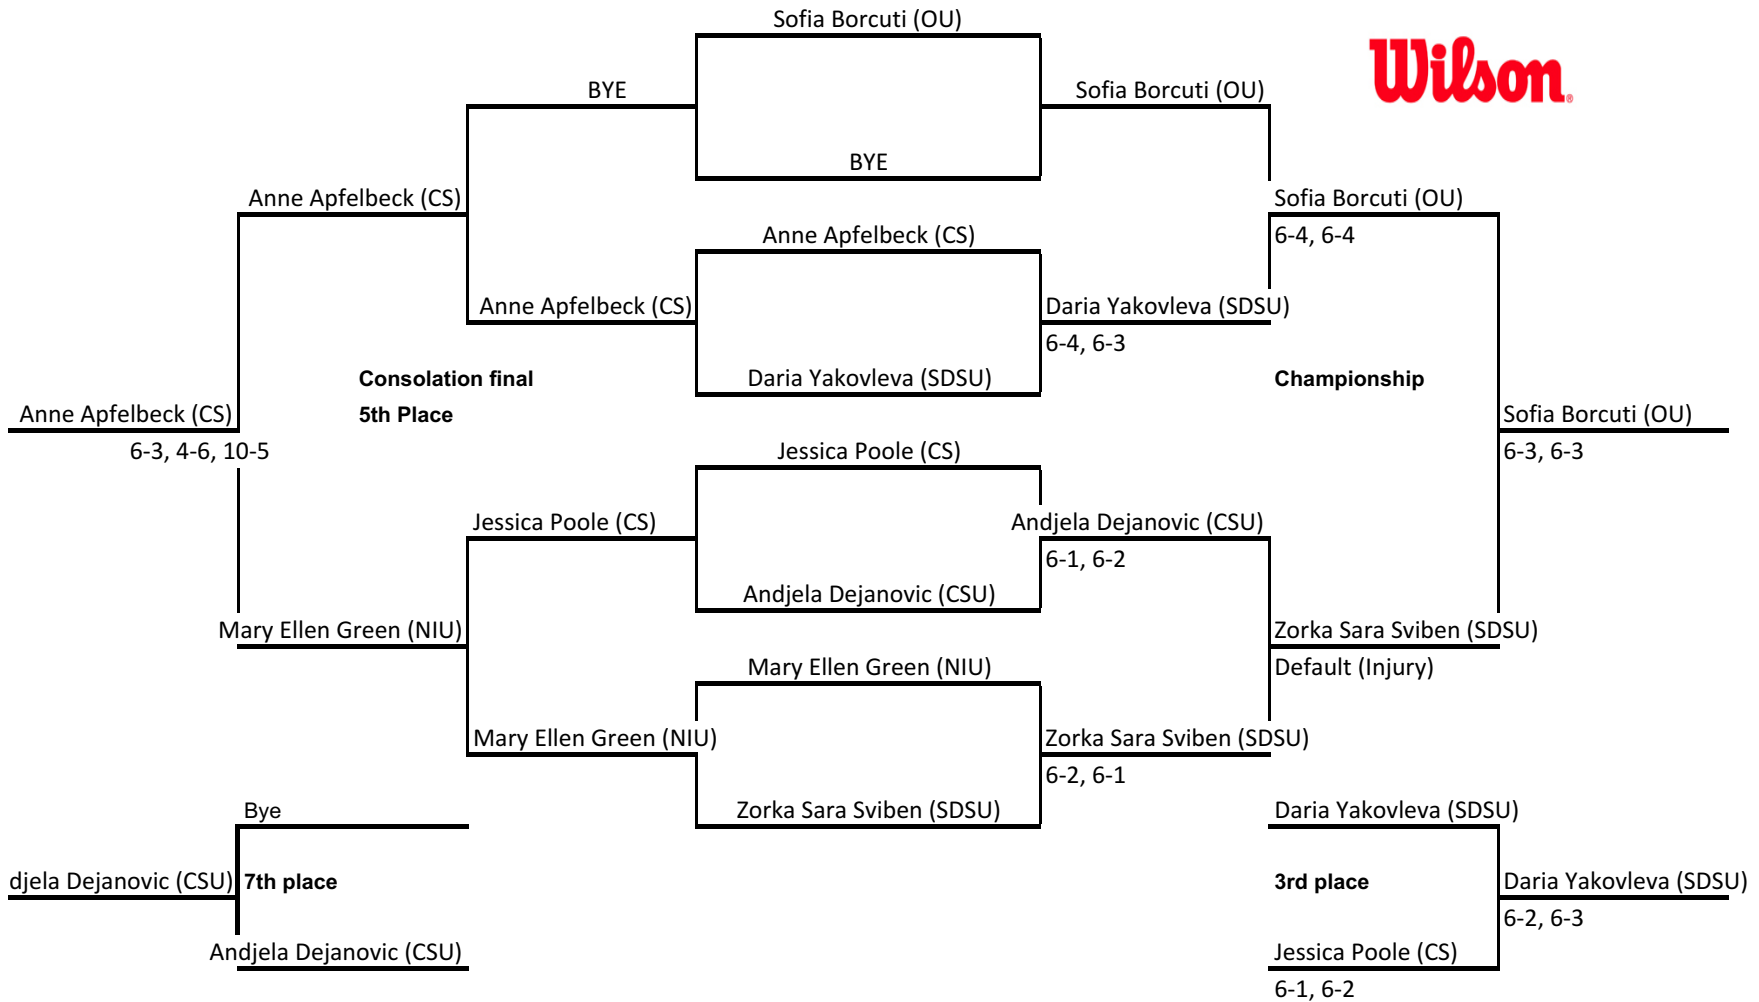 Sofia Borcuti (OU)
Wilson®
BYE
Sofia Borcuti (OU)
BYE
Anne Apfelbeck (CS)
Sofia Borcuti (OU)
Anne Apfelbeck (CS)
6-4, 6-4
Anne Apfelbeck (CS)
Daria Yakovleva (SDSU)
6-4, 6-3
Consolation final
Daria Yakovleva (SDSU)
Championship
Anne Apfelbeck (CS)
5th Place
Sofia Borcuti (OU)
6-3, 4-6, 10-5
Jessica Poole (CS)
6-3, 6-3
Jessica Poole (CS)
Andjela Dejanovic (CSU)
6-1, 6-2
Andjela Dejanovic (CSU)
Mary Ellen Green (NIU)
Zorka Sara Sviben (SDSU)
Mary Ellen Green (NIU)
Default (Injury)
Mary Ellen Green (NIU)
Zorka Sara Sviben (SDSU)
6-2, 6-1
Bye
Zorka Sara Sviben (SDSU)
Daria Yakovleva (SDSU)
djela Dejanovic (CSU)
7th place
3rd place
Daria Yakovleva (SDSU)
6-2, 6-3
Andjela Dejanovic (CSU)
Jessica Poole (CS)
6-1, 6-2